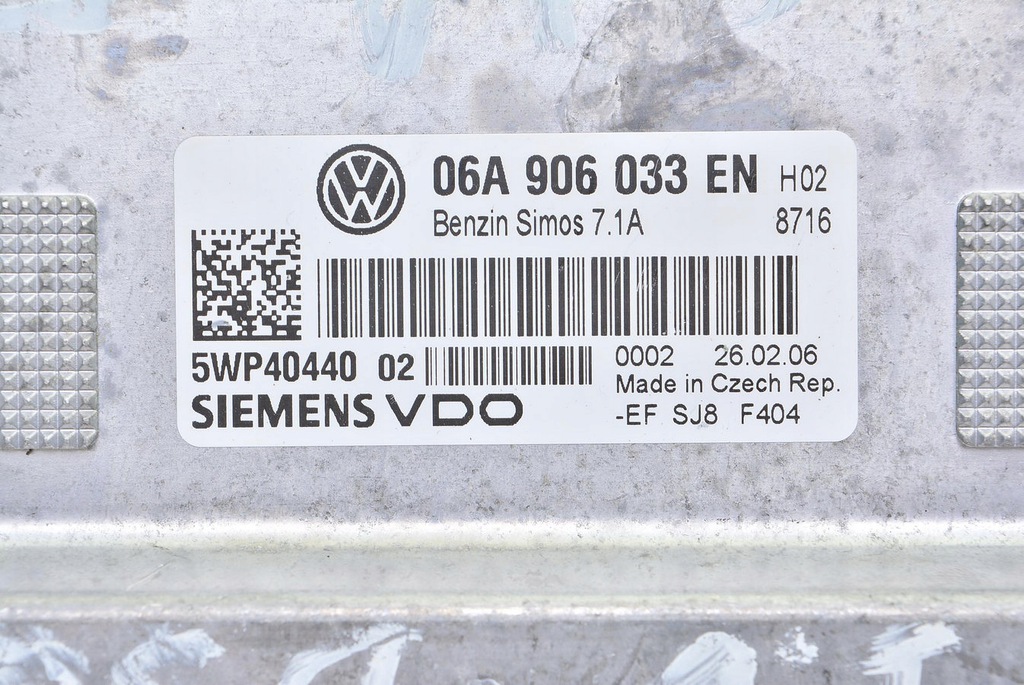 06A 906 033 EN H02
Benzin Simos 7.1A 8716
5WP40440 02 0002 26.02.06
Made in Czech Rep.
SIEMENS VDO -EF SJ8 F404